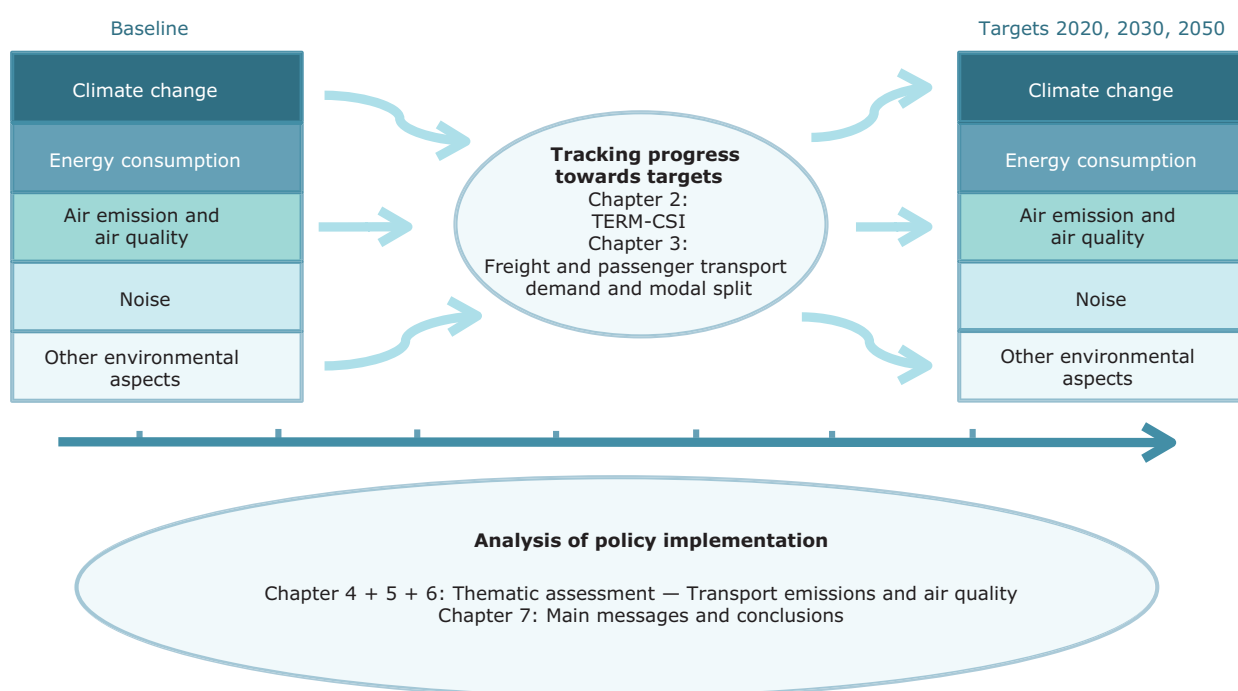 Baseline
Targets 2020, 2030, 2050
Climate change
Energy consumption
Air emission and
air quality
Noise
Other environmental
aspects
Tracking progress
towards targets
Chapter 2:
TERM-CSI
Chapter 3:
Freight and passenger transport
demand and modal split
Climate change
Energy consumption
Air emission and
air quality
Noise
Other environmental
aspects
Analysis of policy implementation
Chapter 4 + 5 + 6: Thematic assessment — Transport emissions and air quality
Chapter 7: Main messages and conclusions